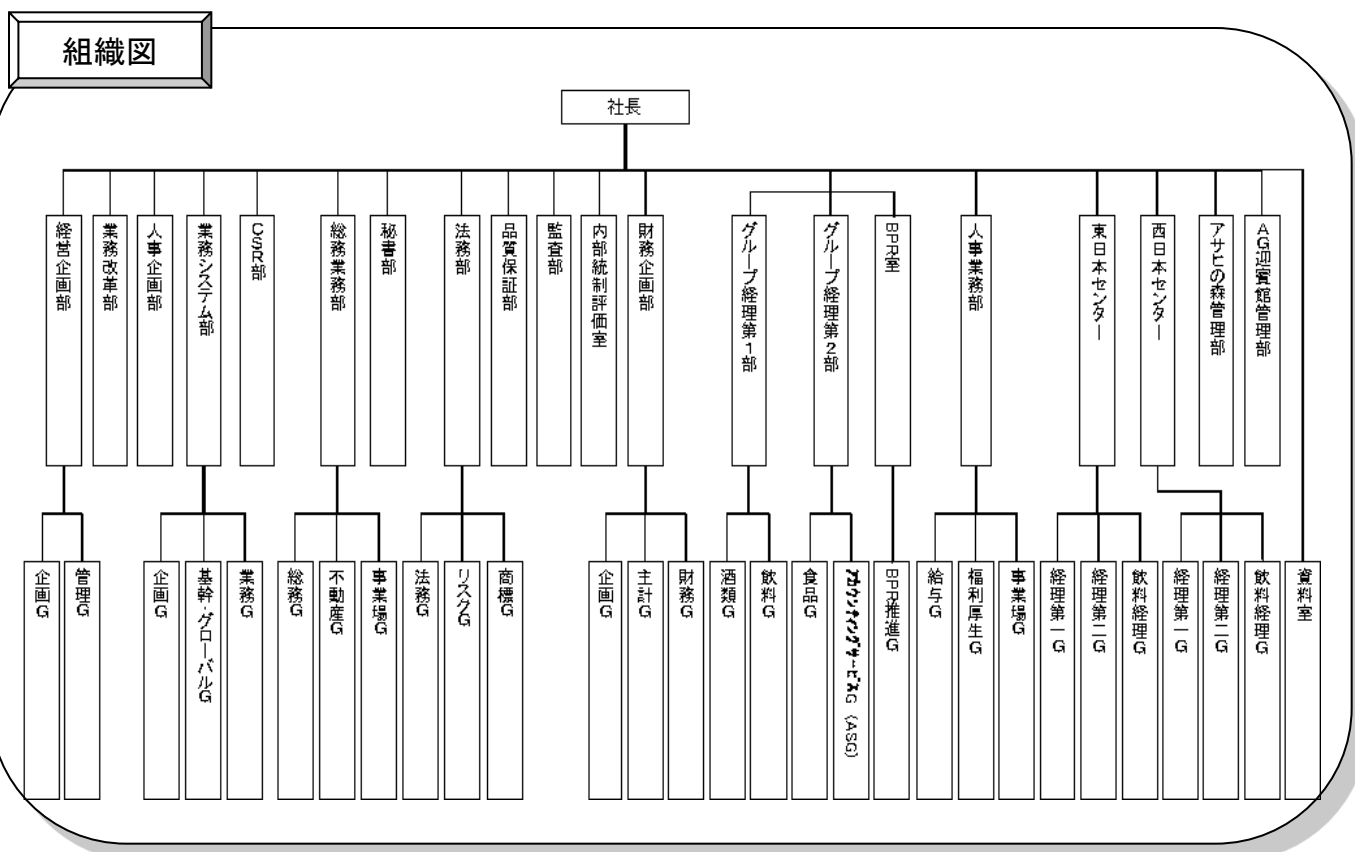 組織図
社長
経営企画部
業務改革部
人事企画部
業務システム部
CSR部
総務業務部
秘書部
法務部
品質保証部
監査部
内部統制評価室
財務企画部
グループ経理第1部
グループ経理第2部
BPR室
人事業務部
東日本センター
西日本センター
アサヒの森管理部
AG迎賓館管理部
企画G
管理G
企画G
基幹・グローバルG
業務G
総務G
不動産G
事業場G
法務G
リスクG
商標G
企画G
主計G
財務G
酒類G
飲料G
食品G
アカウンティングサービスG（ASG）
BPR推進G
給与G
福利厚生G
事業場G
経理第一G
経理第二G
飲料経理G
経理第一G
経理第二G
飲料経理G
資料室